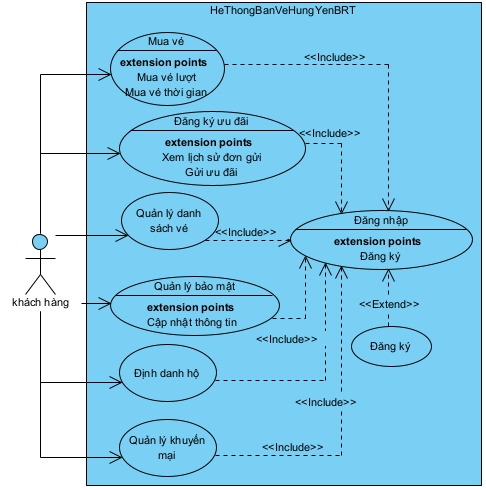 HeThongBanVeHungYenBRT
Mua vé
extension points
Mua vé lượt
Mua vé thời gian
<<Include>>
Đăng ký ưu đãi
extension points
Xem lịch sử đơn gửi
Gửi ưu đãi
<<Include>>
Quản lý danh
sách vé
<<Include>>
Đăng nhập
extension points
Đăng ký
khách hàng
Quản lý bảo mật
extension points
Cập nhật thông tin
<<Include>>
<<Extend>>
Đăng ký
Định danh hộ
<<Include>>
Quản lý khuyến
mại
<<Include>>